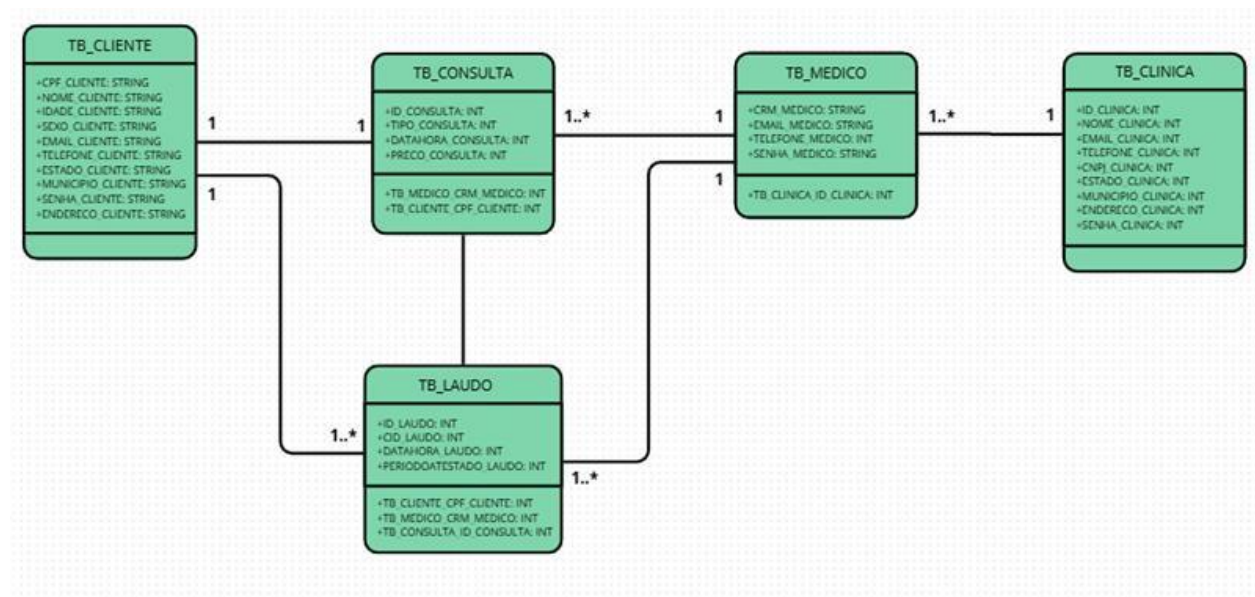 TB_CLIENTE
+CPF_CLIENTE: STRING
+NOME_CLIENTE: STRING
+IDADE_CLIENTE: STRING
+SEXO_CLIENTE: STRING
+EMAIL_CLIENTE: STRING
+TELEFONE_CLIENTE: STRING
+ESTADO_CLIENTE: STRING
+MUNICIPIO_CLIENTE: STRING
+SENHA_CLIENTE: STRING
+ENDERECO_CLIENTE: STRING
1
1
1
TB_CONSULTA
+ID_CONSULTA: INT
+TIPO_CONSULTA: INT
+DATAHORA_CONSULTA: INT
+PRECO_CONSULTA: INT
+TB_MEDICO_CRM_MEDICO: INT
+TB_CLIENTE_CPF_CLIENTE: INT
1..*
1
1
TB_MEDICO
+CRM_MEDICO: STRING
+EMAIL_MEDICO: STRING
+TELEFONE_MEDICO: INT
+SENHA_MEDICO: STRING
+TB_CLINICA_ID_CLINICA: INT
1..*
1
TB_CLINICA
+ID_CLINICA: INT
+NOME_CLINICA: INT
+EMAIL_CLINICA: INT
+TELEFONE_CLINICA: INT
+CNPJ_CLINICA: INT
+ESTADO_CLINICA: INT
+MUNICIPIO_CLINICA: INT
+ENDERECO_CLINICA: INT
+SENHA_CLINICA: INT
1..*
TB_LAUDO
+ID_LAUDO: INT
+CID_LAUDO: INT
+DATAHORA_LAUDO: INT
+PERIODOATESTADO_LAUDO: INT
+TB_CLIENTE_CPF_CLIENTE: INT
+TB_MEDICO_CRM_MEDICO: INT
+TB_CONSULTA_ID_CONSULTA: INT
1..*